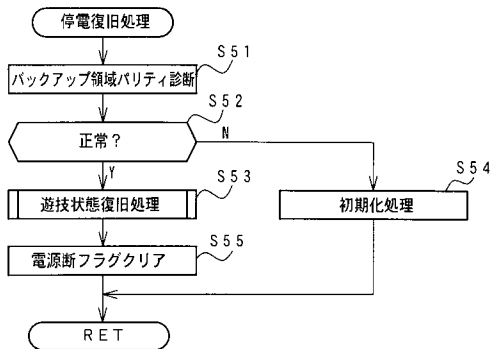 停電復旧処理
S51
バックアップ領域パリティ診断
S52
正常?
N
Y
S53
遊技状態復旧処理
S54
初期化処理
S55
電源断フラグクリア
RET